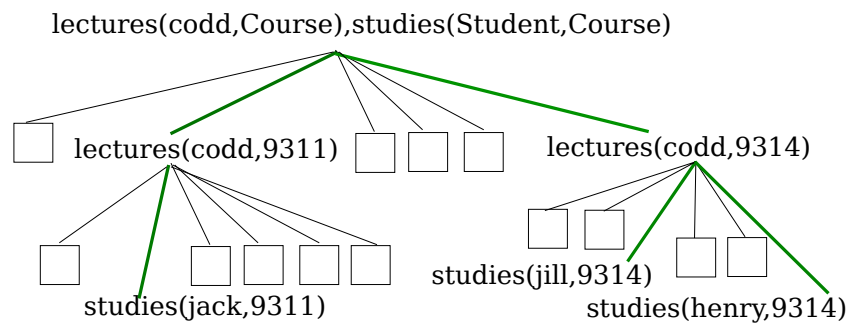 lectures(codd,Course),studies(Student,Course)
lectures(codd,9311)
lectures(codd,9314)
studies(jack,9311)
studies(jill,9314)
studies(henry,9314)